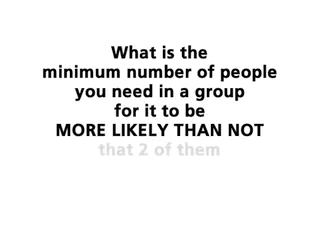 What is the
minimum number of people
you need in a group
for it to be
MORE LIKELY THAN NOT
that 2 of them